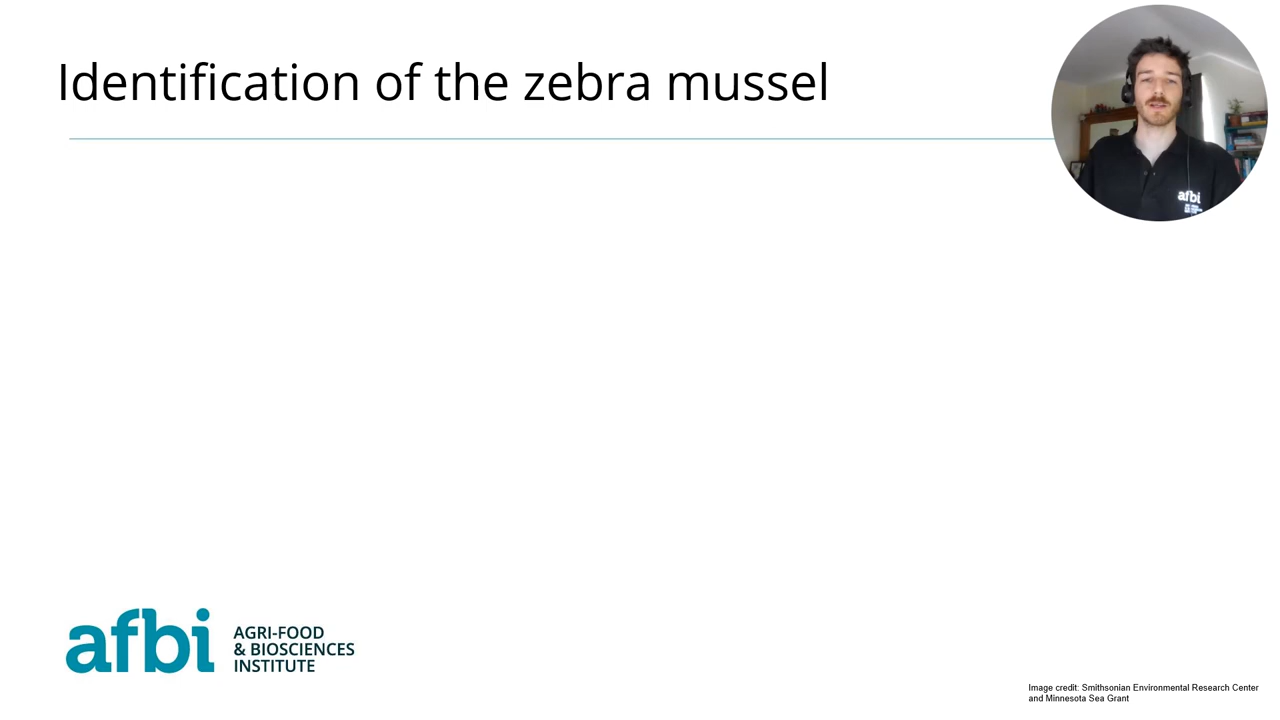 Identification of the zebra mussel
afbi
afbi
AGRI-FOOD
& BIOSCIENCES
INSTITUTE
Image credit: Smithsonian Environmental Research Center
and Minnesota Sea Grant